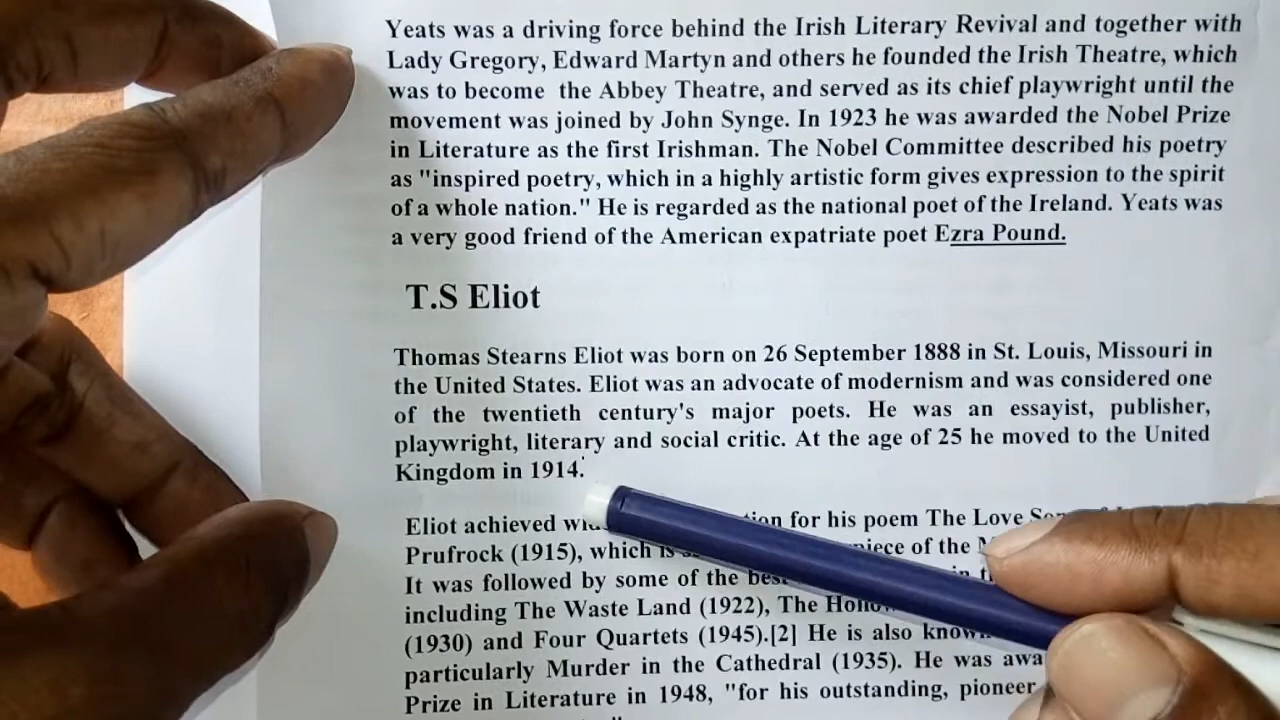 Yeats was a driving force behind the Irish Literary Revival and together with
Lady Gregory, Edward Martyn and others he founded the Irish Theatre, which
was to become the Abbey Theatre, and served as its chief playwright until the
movement was joined by John Synge. In 1923 he was awarded the Nobel Prize
in Literature as the first Irishman. The Nobel Committee described his poetry
as "inspired poetry, which in a highly artistic form gives expression to the spirit
of a whole nation." He is regarded as the national poet of the Ireland. Yeats was
a very good friend of the American expatriate poet Ezra Pound.
T.S Eliot
Thomas Stearns Eliot was born on 26 September 1888 in St. Louis, Missouri in
the United States. Eliot was an advocate of modernism and was considered one
of the twentieth century's major poets. He was an essayist, publisher,
playwright, literary and social critic. At the age of 25 he moved to the United
Kingdom in 1914.
Eliot achieved for his poem The Love
Prufrock (1915), which is of the
It was followed by some of the
including The Waste Land (1922), The
(1930) and Four Quartets (1945).[2] He is also
particularly Murder in the Cathedral (1935). He was
Prize in Literature in 1948, "for his outstanding, pioneer